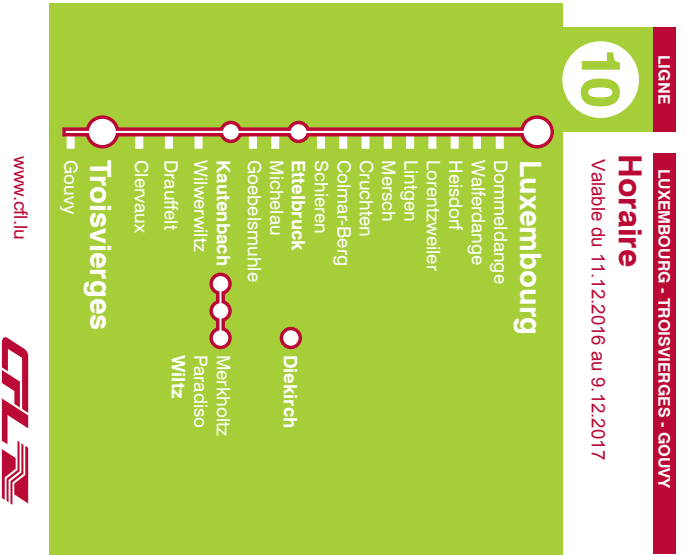 LIGNE
LUXEMBOURG - TROISVIERGES - GOUVY
10
Horaire
Valable du 11.12.2016 au 9.12.2017
Luxembourg
Dommeldange
Walferdange
Heisdorf
Lorentzweiler
Lintgen
Mersch
Cruchten
Colmar-Berg
Schieren
Ettelbruck
Diekirch
Michelau
Goebelsmuhle
Kautenbach
Merkholtz
Wilwerwiltz
Paradiso
Drauffelt
Wiltz
Clervaux
Troisvierges
Gouvy
www.cfl.lu
CFL